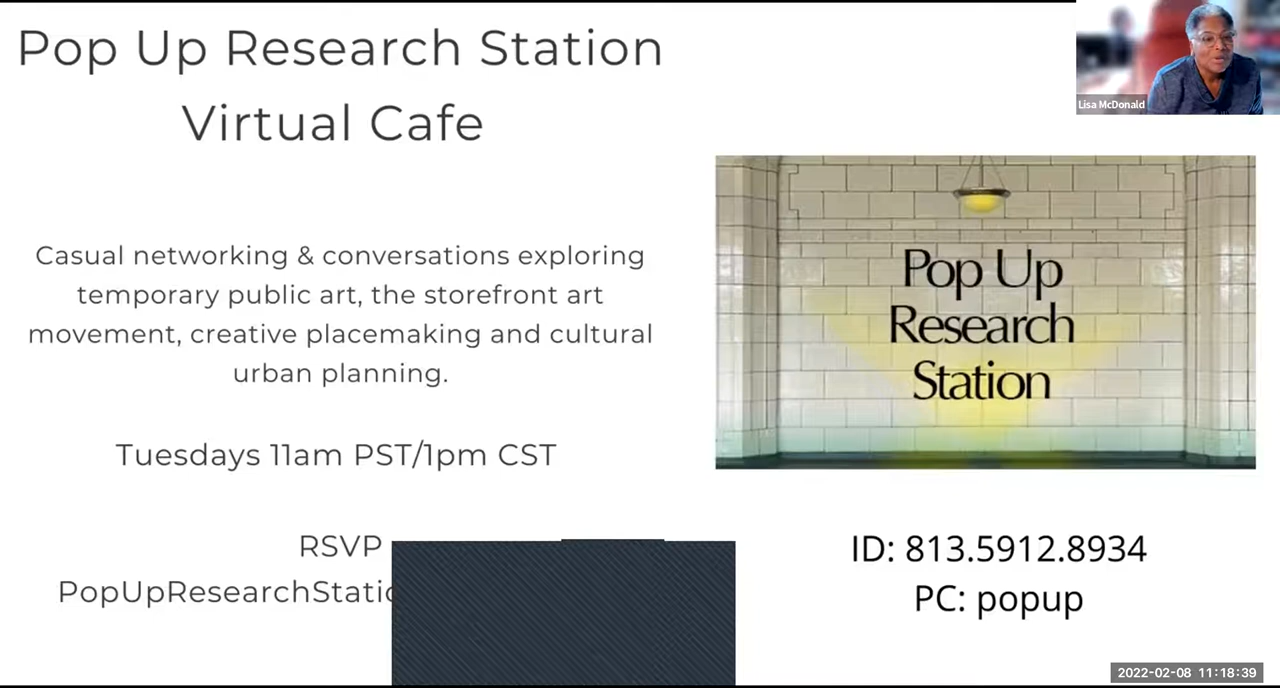 Pop Up Research Station
Virtual Cafe
Casual networking & conversations exploring
temporary public art, the storefront art
movement, creative placemaking and cultural
urban planning.
Tuesdays 11am PST/1pm CST
RSVP
Lisa McDonald
Pop Up
Research
Station
ID: 813.5912.8934
PC: popup
2022-02-08 11:18:39